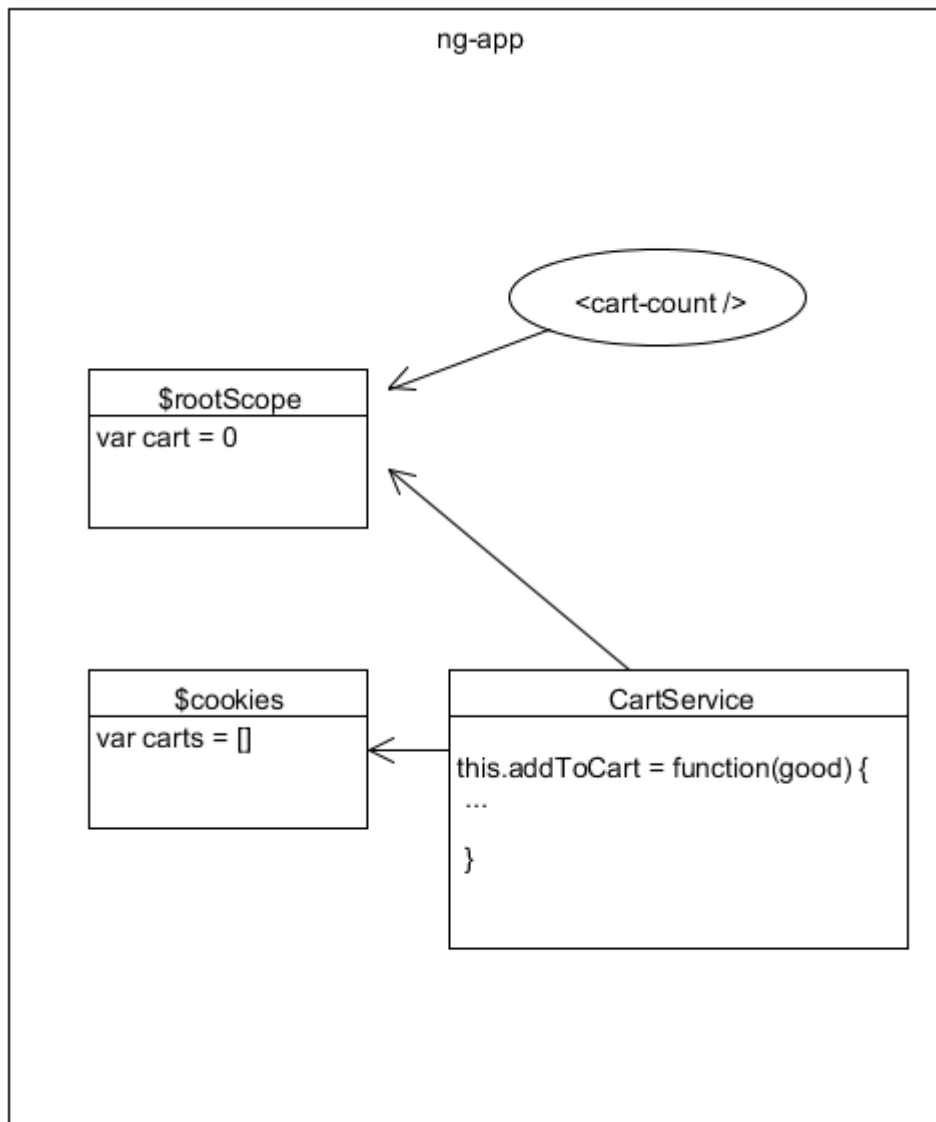 ng-app
<cart-count />
$rootScope
var cart = 0
$cookies
var carts = []
CartService
this.addToCart = function(good) {
...
}